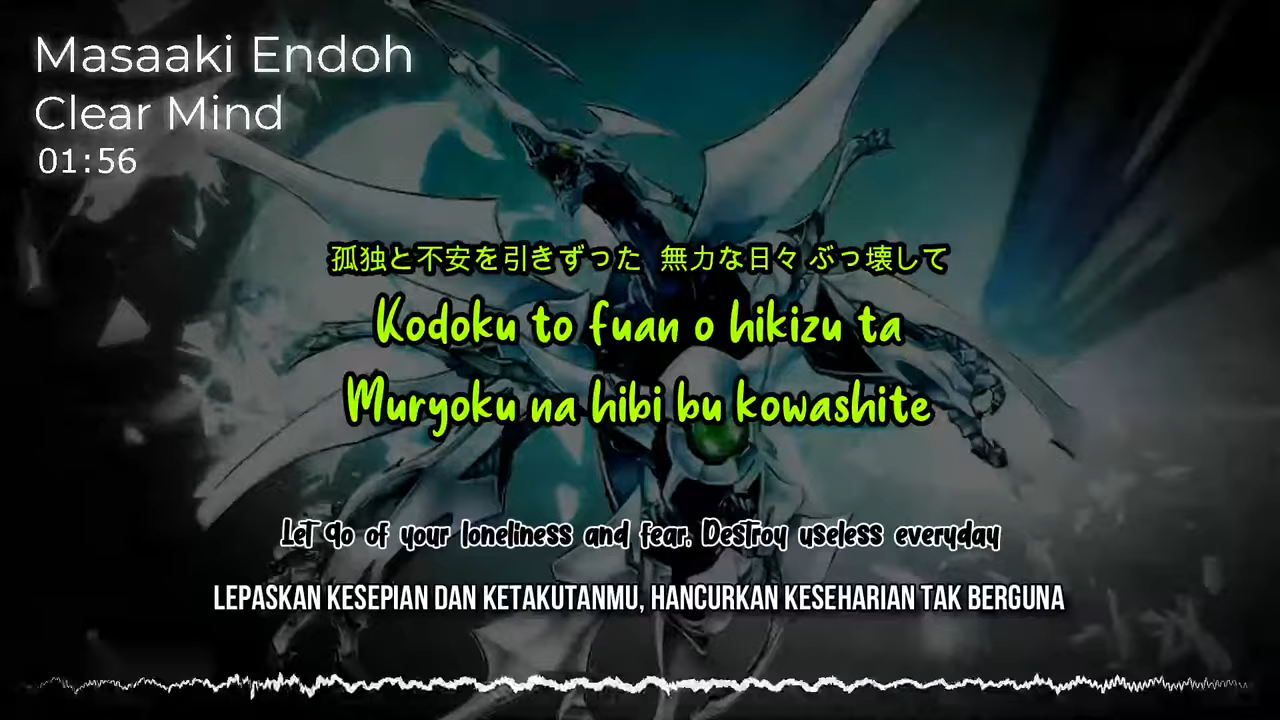 Masaaki Endoh
Clear Mind
01:56
孤独と不安を引きずった 無力な日々 ぶっ壊して
Kodoku to fuan o hikizu ta
Muryoku na hibi bu kowashite
Let go of your loneliness and fear. Destroy useless everyday
LEPASKAN KESEPIAN DAN KETAKUTANMU, HANCURKAN KESEHARIAN TAK BERGUNA